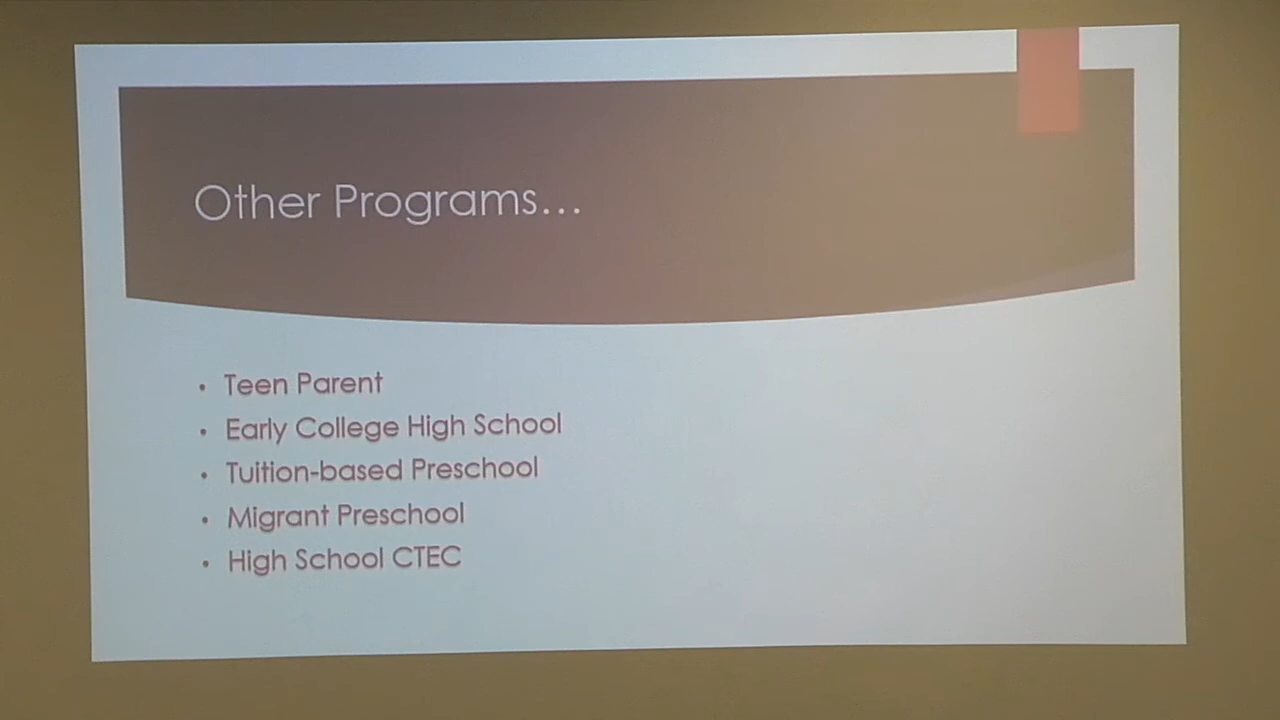 Other Programs...
• Teen Parent
• Early College High School
• Tuition-based Preschool
• Migrant Preschool
• High School CTEC